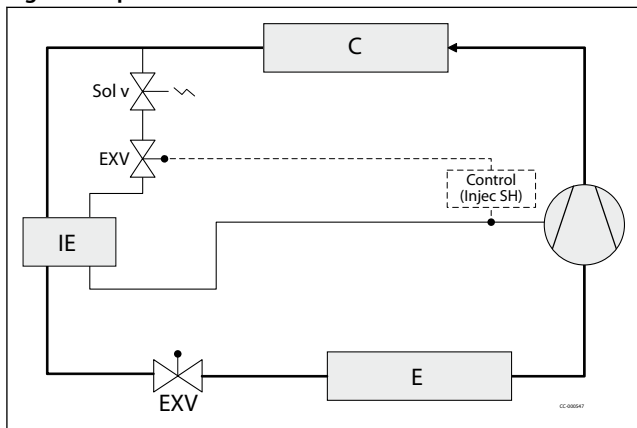 C
Sol v
EXV
Control
(Injec SH)
IE
E
EXV
CC-000547